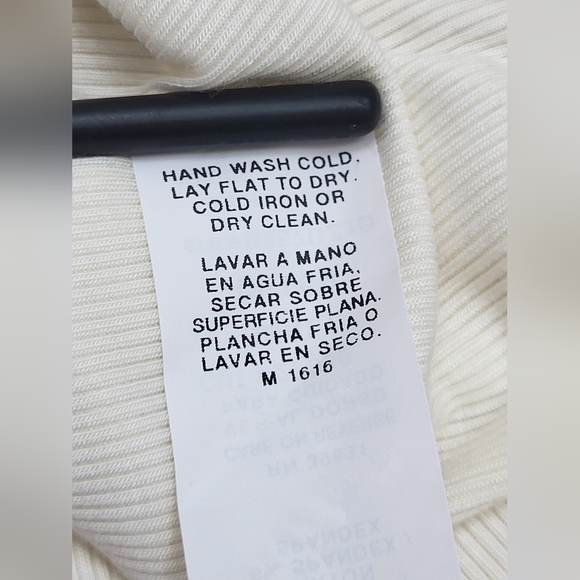 HAND WASH COLD.
LAY FLAT TO DRY.
COLD IRON OR
DRY CLEAN.
LAVAR A MANO
EN AGUA FRIA.
SECAR SOBRE
SUPERFICIE PLANA.
PLANCHA FRIA O
LAVAR EN SECO.
M 1616